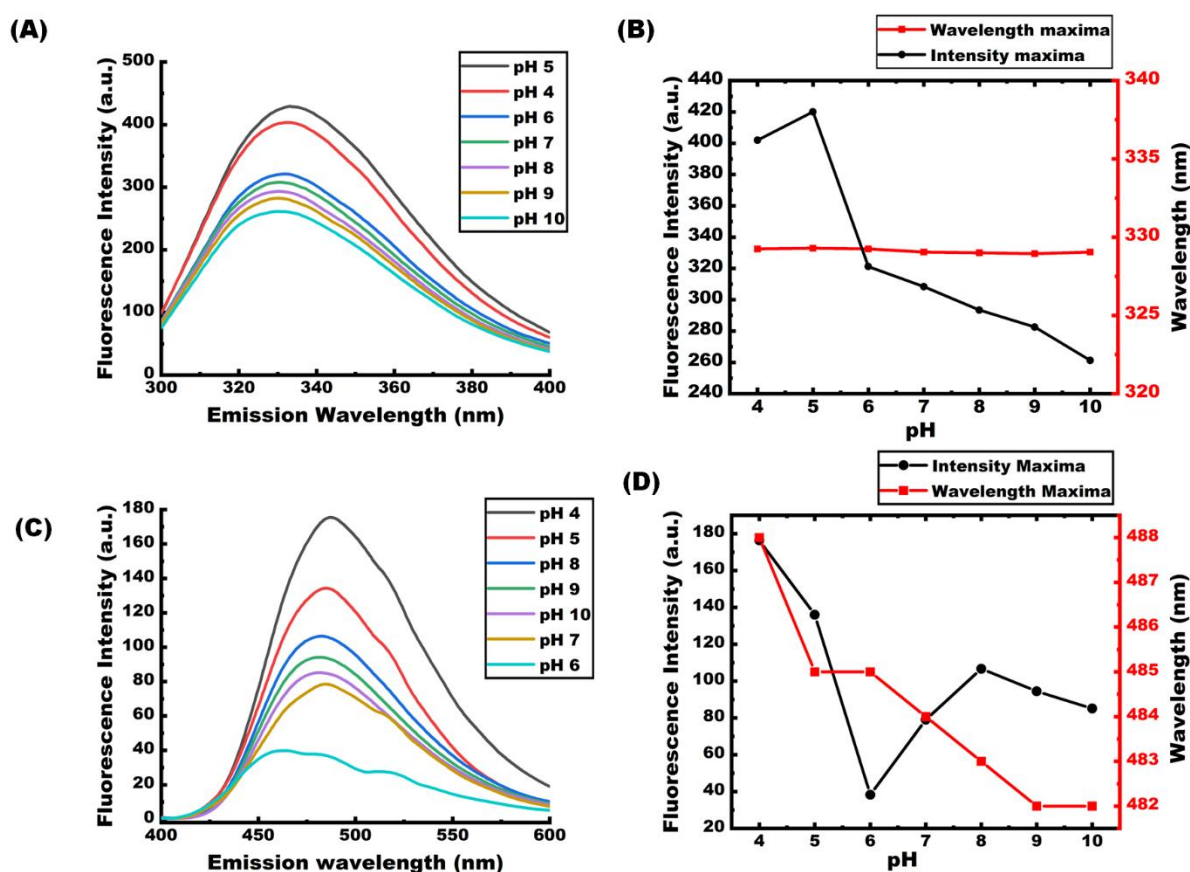 (A)
Fluorescence Intensity (a.u.)
500
400
300
200
100
0
300
320
340
360
380
400
Emission Wavelength (nm)
pH 5
pH 4
pH 6
pH 7
pH 8
pH 9
pH 10
(B)
Wavelength maxima
Intensity maxima
Fluorescence Intensity (a.u.)
440
420
400
380
360
340
320
300
280
260
240
4
5
6
7
8
9
10
pH
340
335
330
325
320
Wavelength (nm)
(C)
Fluorescence Intensity (a.u.)
180
160
140
120
100
80
60
40
20
0
400
450
500
550
600
Emission wavelength (nm)
pH 4
pH 5
pH 8
pH 9
pH 10
pH 7
pH 6
(D)
Intensity Maxima
Wavelength Maxima
Fluorescence Intensity (a.u.)
180
160
140
120
100
80
60
40
20
4
5
6
7
8
9
10
pH
488
487
486
485
484
483
482
Wavelength (nm)